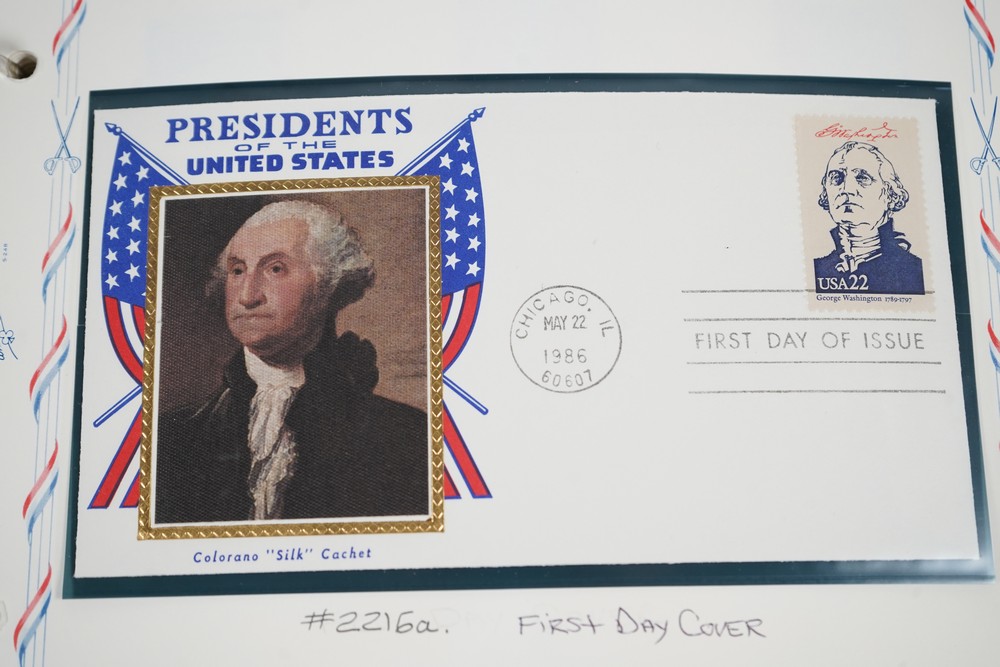 PRESIDENTS
OF THE
UNITED STATES
G. Washington
USA22
George Washington 1789-1797
CHICAGO, IL
MAY 22
1986
60607
FIRST DAY OF ISSUE
Colorano "Silk" Cachet
#2216a. First Day Cover